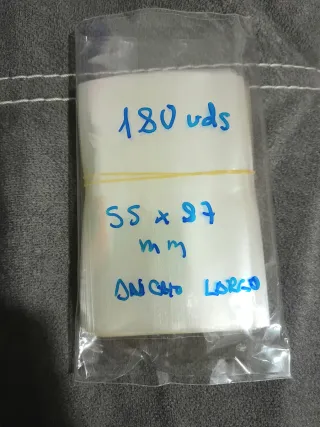 180 uds
55 x 87
mm
ANCHO LARGO